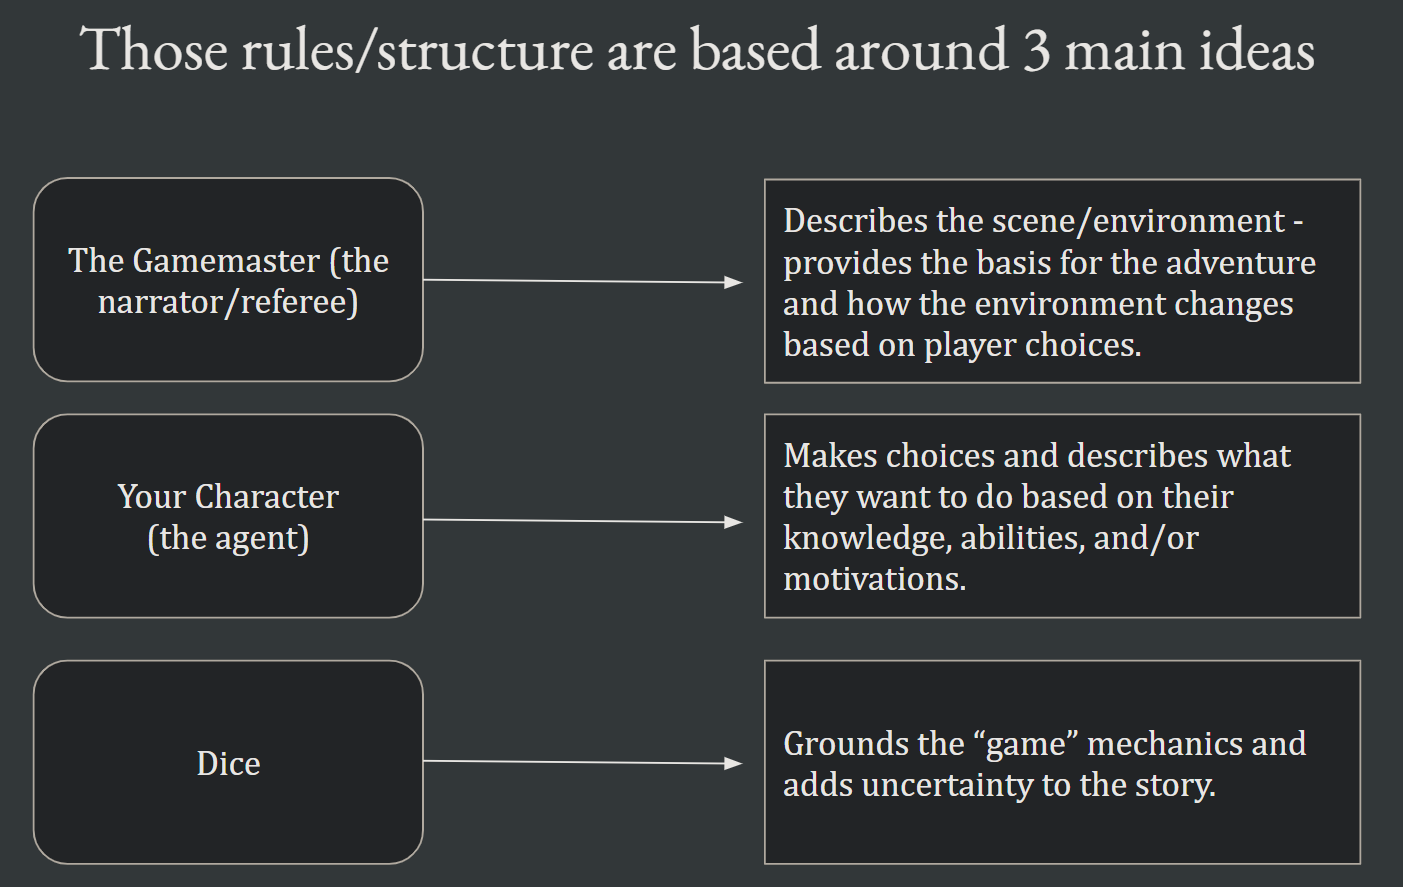 Those rules/structure are based around 3 main ideas
The Gamemaster (the
narrator/referee)
Describes the scene/environment -
provides the basis for the adventure
and how the environment changes
based on player choices.
Your Character
(the agent)
Makes choices and describes what
they want to do based on their
knowledge, abilities, and/or
motivations.
Dice
Grounds the “game” mechanics and
adds uncertainty to the story.